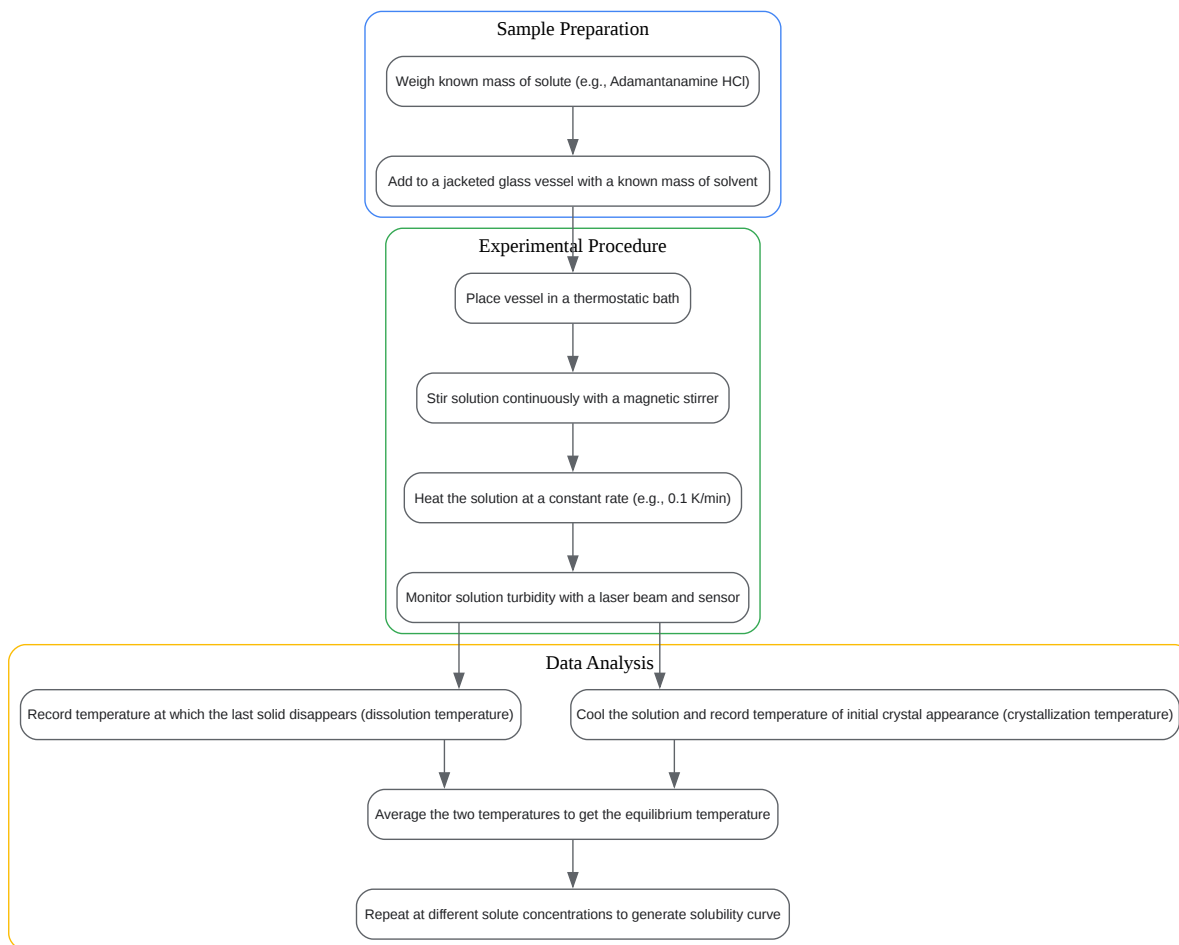 Sample Preparation
Weigh known mass of solute (e.g., Adamantanamine HCl)
Add to a jacketed glass vessel with a known mass of solvent
Experimental Procedure
Place vessel in a thermostatic bath
Stir solution continuously with a magnetic stirrer
Heat the solution at a constant rate (e.g., 0.1 K/min)
Monitor solution turbidity with a laser beam and sensor
Data Analysis
Record temperature at which the last solid disappears (dissolution temperature)
Cool the solution and record temperature of initial crystal appearance (crystallization temperature)
Average the two temperatures to get the equilibrium temperature
Repeat at different solute concentrations to generate solubility curve